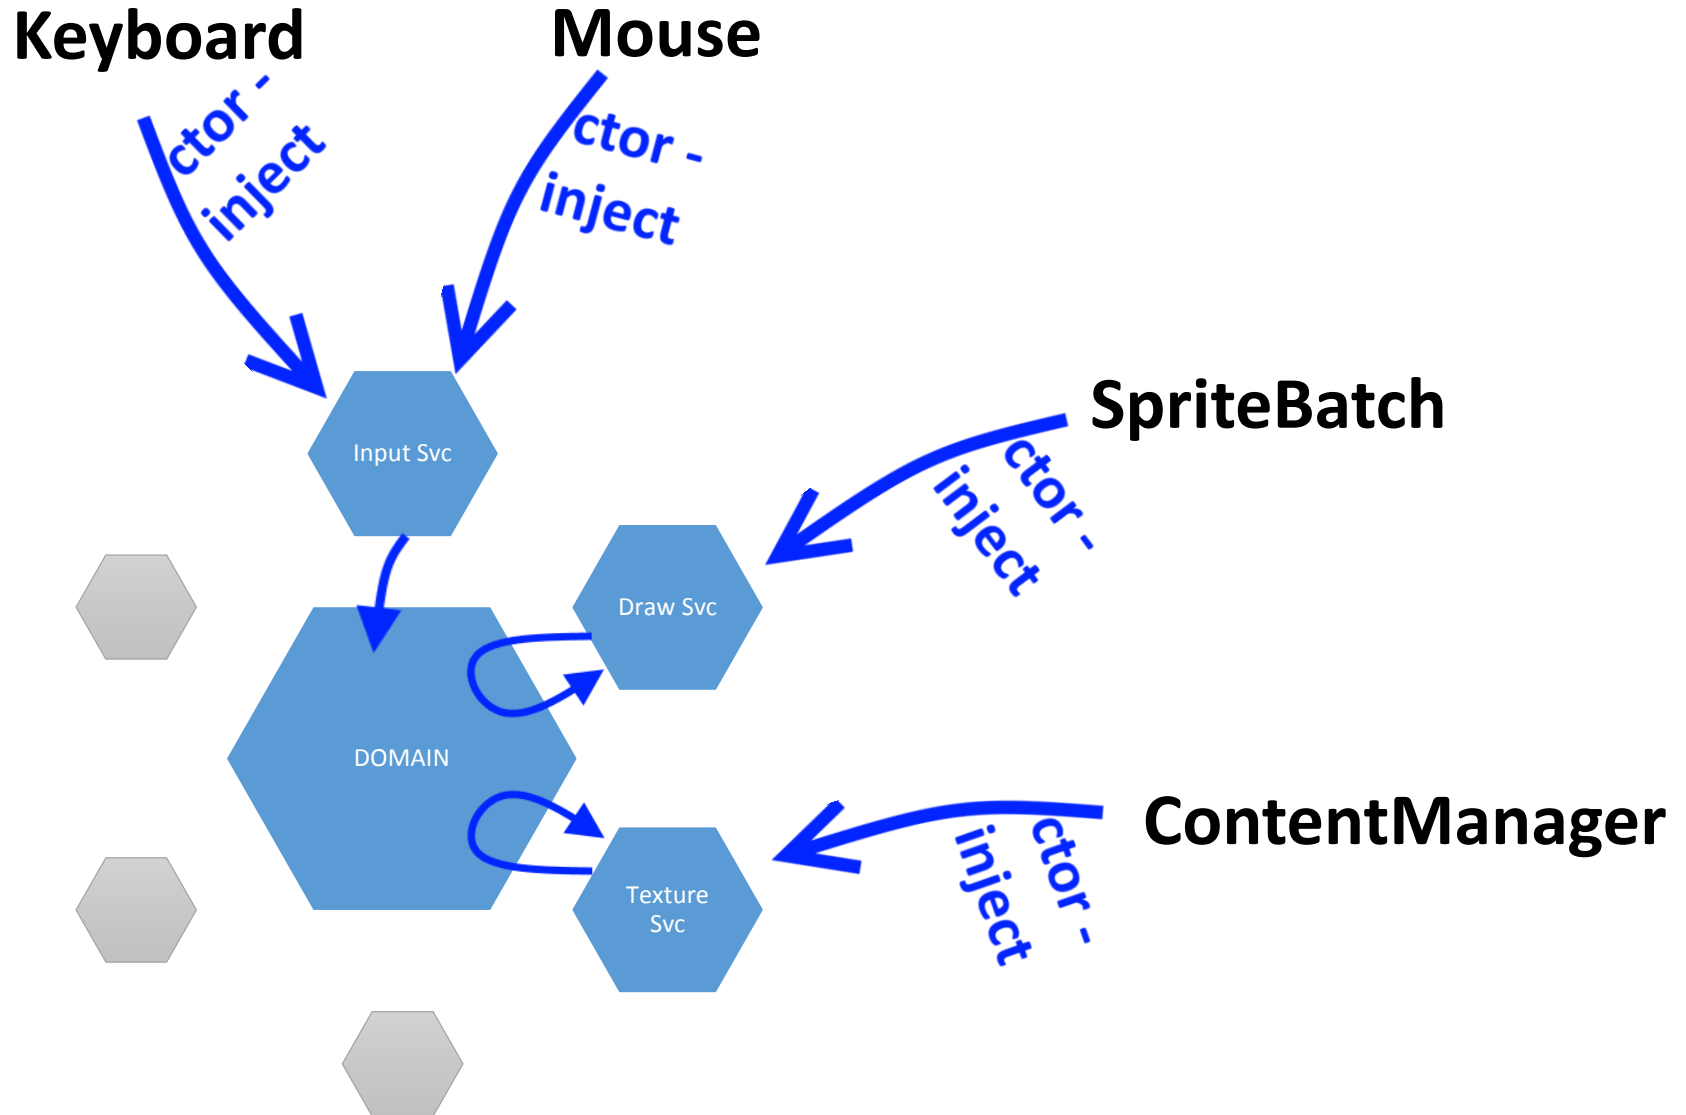 Keyboard
Mouse
ctor -
inject
ctor -
inject
SpriteBatch
ctor -
inject
Input Svc
Draw Svc
DOMAIN
ContentManager
ctor -
inject
Texture
Svc